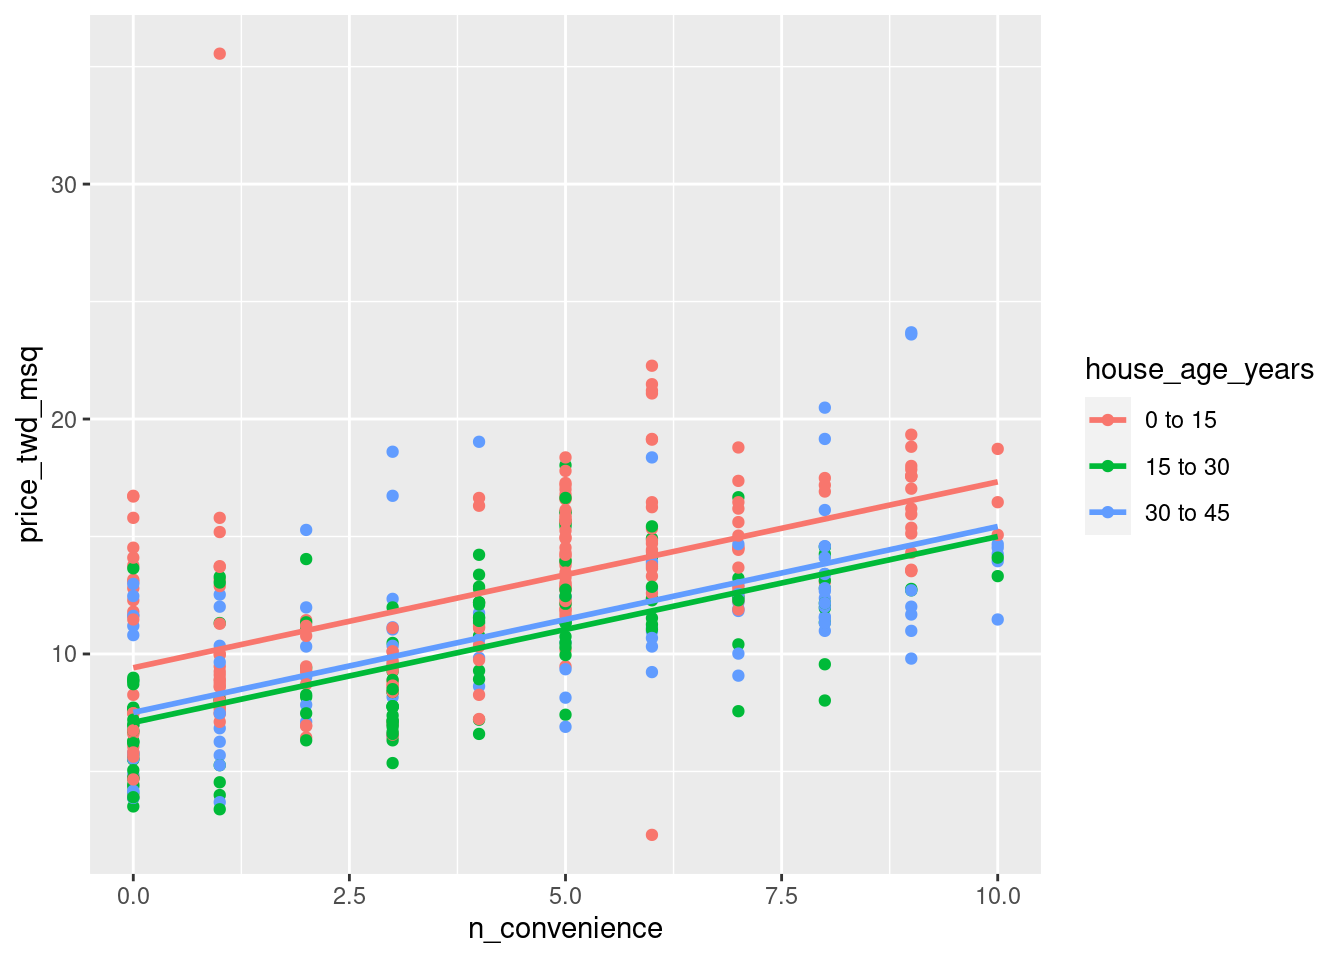 price_twd_msq
30
20
10
0.0 2.5 5.0 7.5 10.0
n_convenience
house_age_years
0 to 15
15 to 30
30 to 45